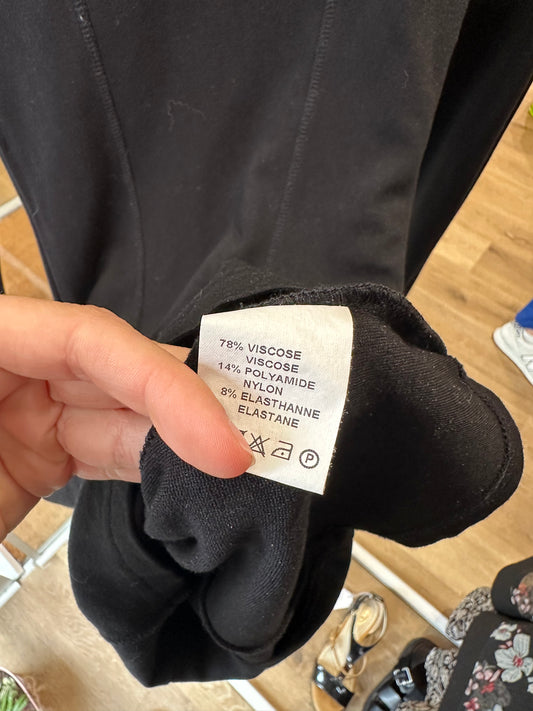 78% VISCOSE
VISCOSE
14% POLYAMIDE
NYLON
8% ELASTHANNE
ELASTANE
P